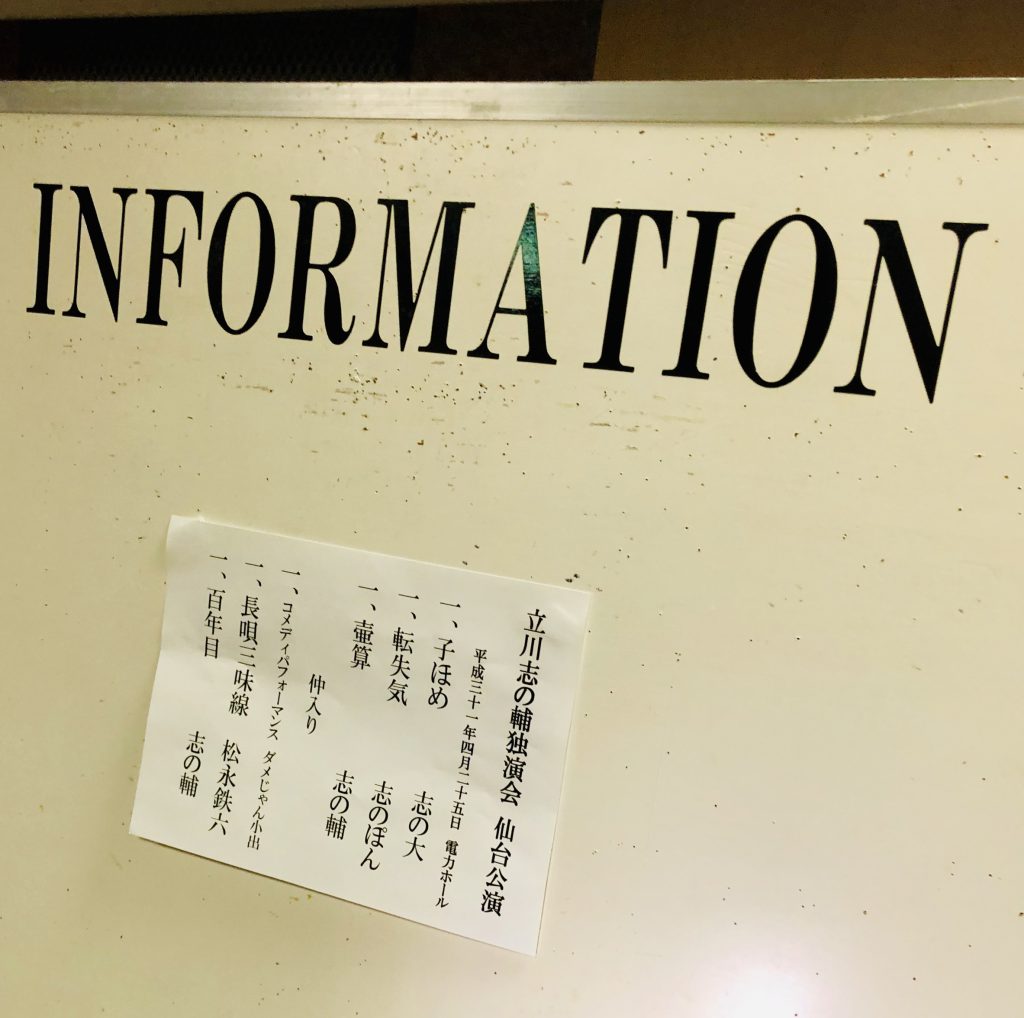 INFORMATION
立川志の輔独演会 仙台公演
平成三十一年四月二十五日 電力ホール
一、子ほめ 志の大
一、転失気 志のぽん
一、壷算 志の輔
仲入り
一、コメディパフォーマンス ダメじゃん小出
一、長唄三味線 松永鉄六
一、百年目 志の輔